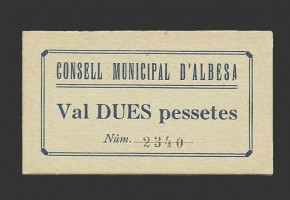 CONSELL MUNICIPAL D'ALBESA
Val DUES pessetes
Núm. 2340